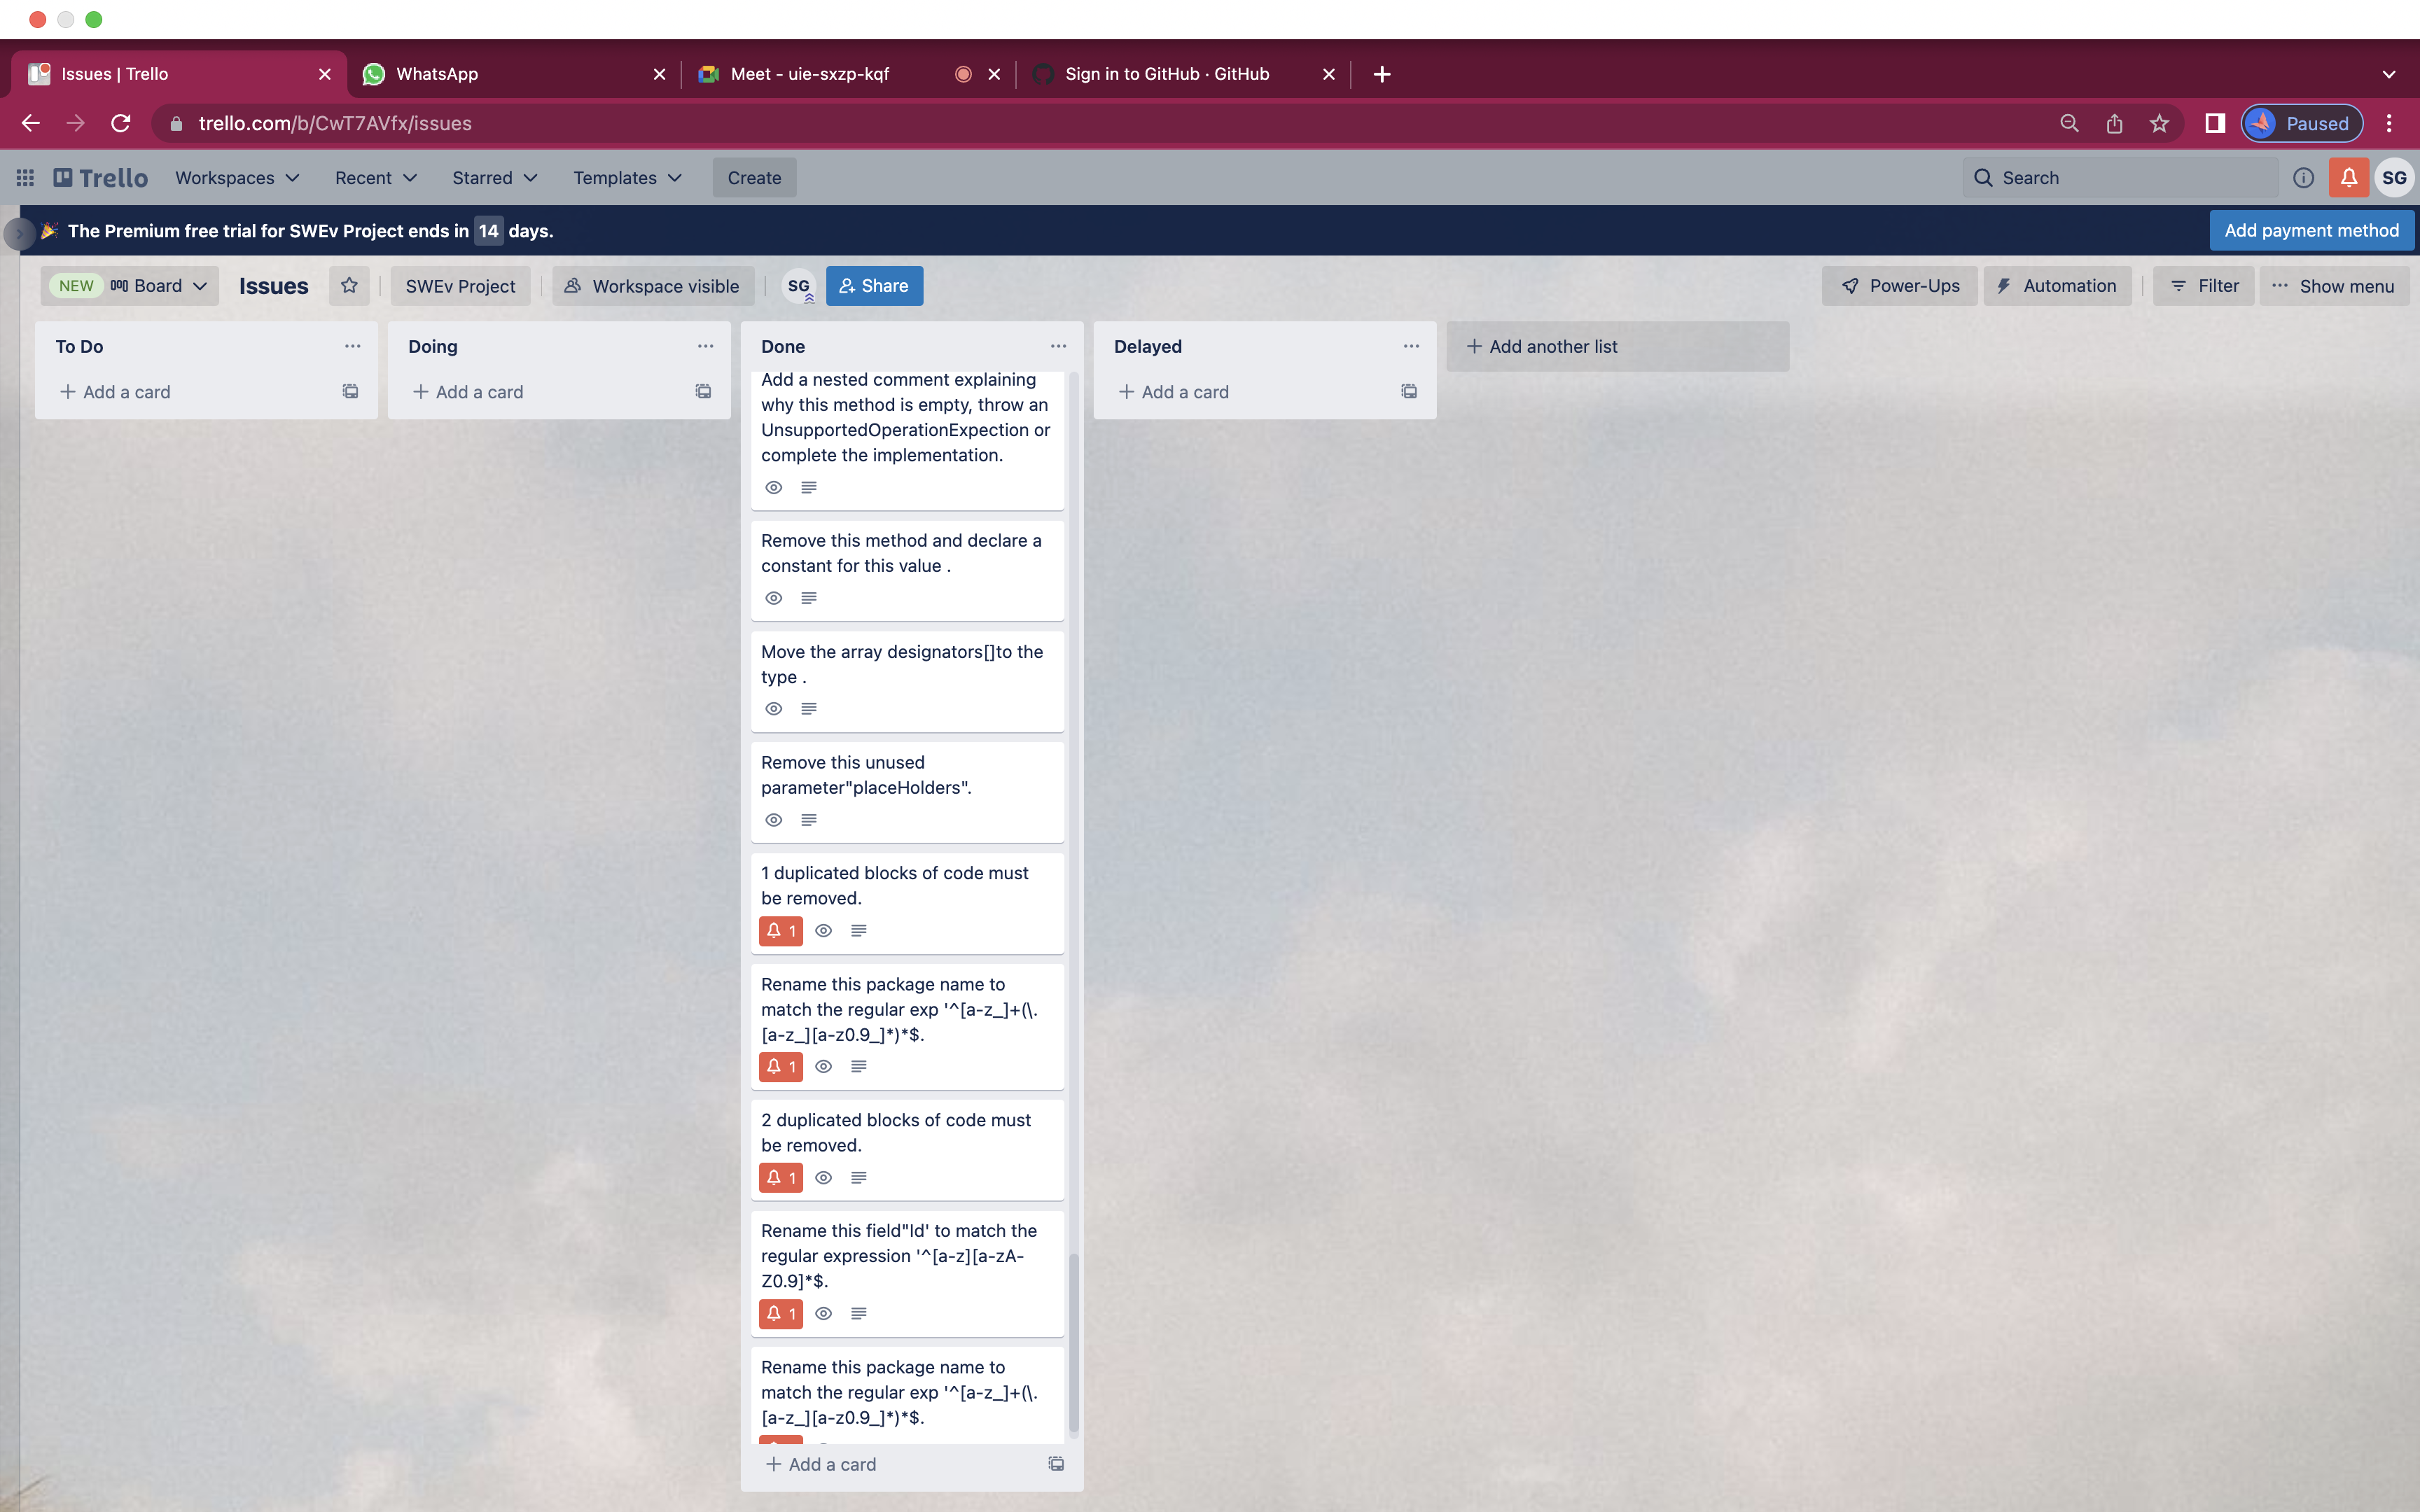 Issues | Trello
WhatsApp
Meet - uie-sxzp-kqf
Sign in to GitHub · GitHub
trello.com/b/CwT7AVfx/issues
Paused
Trello
Workspaces
Recent
Starred
Templates
Create
Search
SG
The Premium free trial for SWEv Project ends in 14 days.
Add payment method
NEW
Board
Issues
SWEv Project
Workspace visible
SG
Share
Power-Ups
Automation
Filter
Show menu
To Do
Add a card
Doing
Add a card
Done
Add a nested comment explaining
why this method is empty, throw an
UnsupportedOperationExpection or
complete the implementation.
Remove this method and declare a
constant for this value .
Move the array designators[]to the
type .
Remove this unused
parameter"placeHolders".
1 duplicated blocks of code must
be removed.
1
Rename this package name to
match the regular exp '^[a-z_]+(\.
[a-z_][a-z0.9_]*)*$.
1
2 duplicated blocks of code must
be removed.
1
Rename this field"Id' to match the
regular expression '^[a-z][a-zA-
Z0.9]*$.
1
Rename this package name to
match the regular exp '^[a-z_]+(\.
[a-z_][a-z0.9_]*)*$.
Add a card
Delayed
Add a card
Add another list